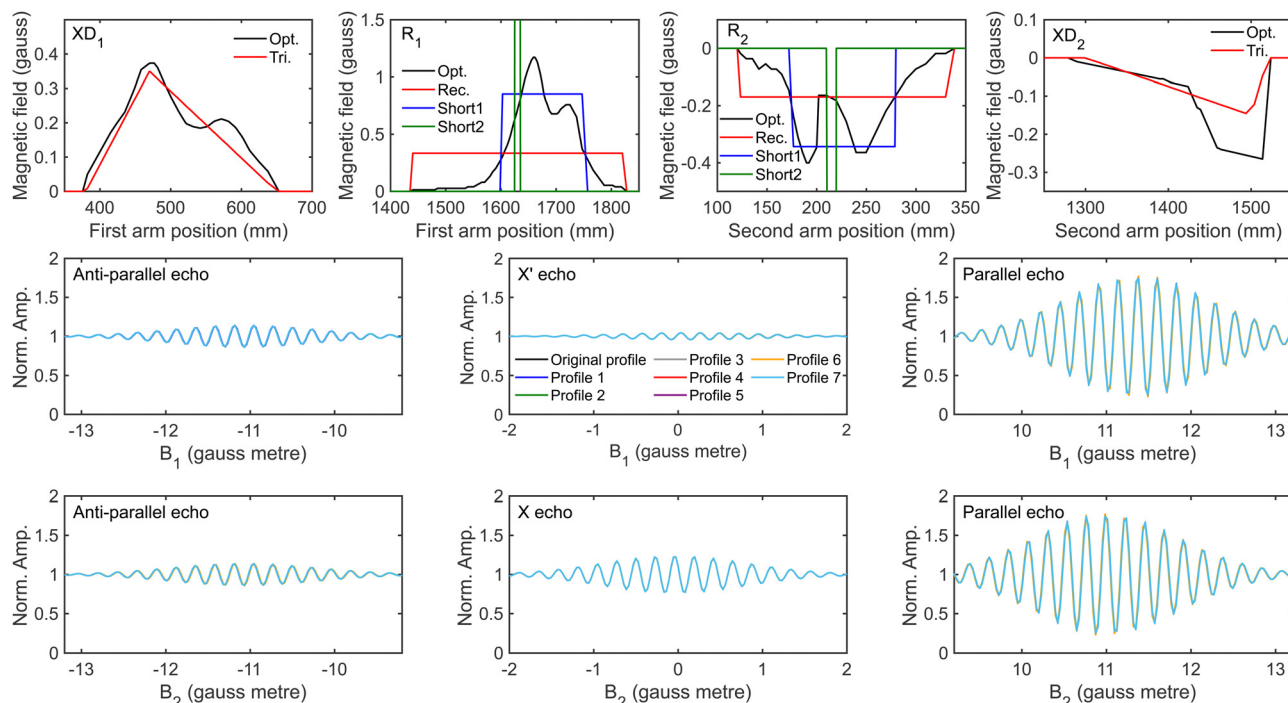 XD1
Opt.
Tri.
0.4
0.3
0.2
0.1
0
Magnetic field (gauss)
400 500 600 700
First arm position (mm)
R1
Opt.
Rec.
Short1
Short2
1.5
1
0.5
0
Magnetic field (gauss)
1400 1500 1600 1700 1800
First arm position (mm)
R2
Opt.
Rec.
Short1
Short2
0
-0.2
-0.4
Magnetic field (gauss)
100 150 200 250 300 350
Second arm position (mm)
XD2
Opt.
Tri.
0.1
0
-0.1
-0.2
-0.3
Magnetic field (gauss)
1300 1400 1500
Second arm position (mm)
Anti-parallel echo
2
1.5
1
0.5
0
Norm. Amp.
-13 -12 -11 -10
B1 (gauss metre)
X' echo
2
1.5
1
0.5
0
Norm. Amp.
Original profile
Profile 1
Profile 2
Profile 3
Profile 4
Profile 5
Profile 6
Profile 7
-2 -1 0 1 2
B1 (gauss metre)
Parallel echo
2
1.5
1
0.5
0
Norm. Amp.
10 11 12 13
B1 (gauss metre)
Anti-parallel echo
2
1.5
1
0.5
0
Norm. Amp.
-13 -12 -11 -10
B2 (gauss metre)
X echo
2
1.5
1
0.5
0
Norm. Amp.
-2 -1 0 1 2
B2 (gauss metre)
Parallel echo
2
1.5
1
0.5
0
Norm. Amp.
10 11 12 13
B2 (gauss metre)